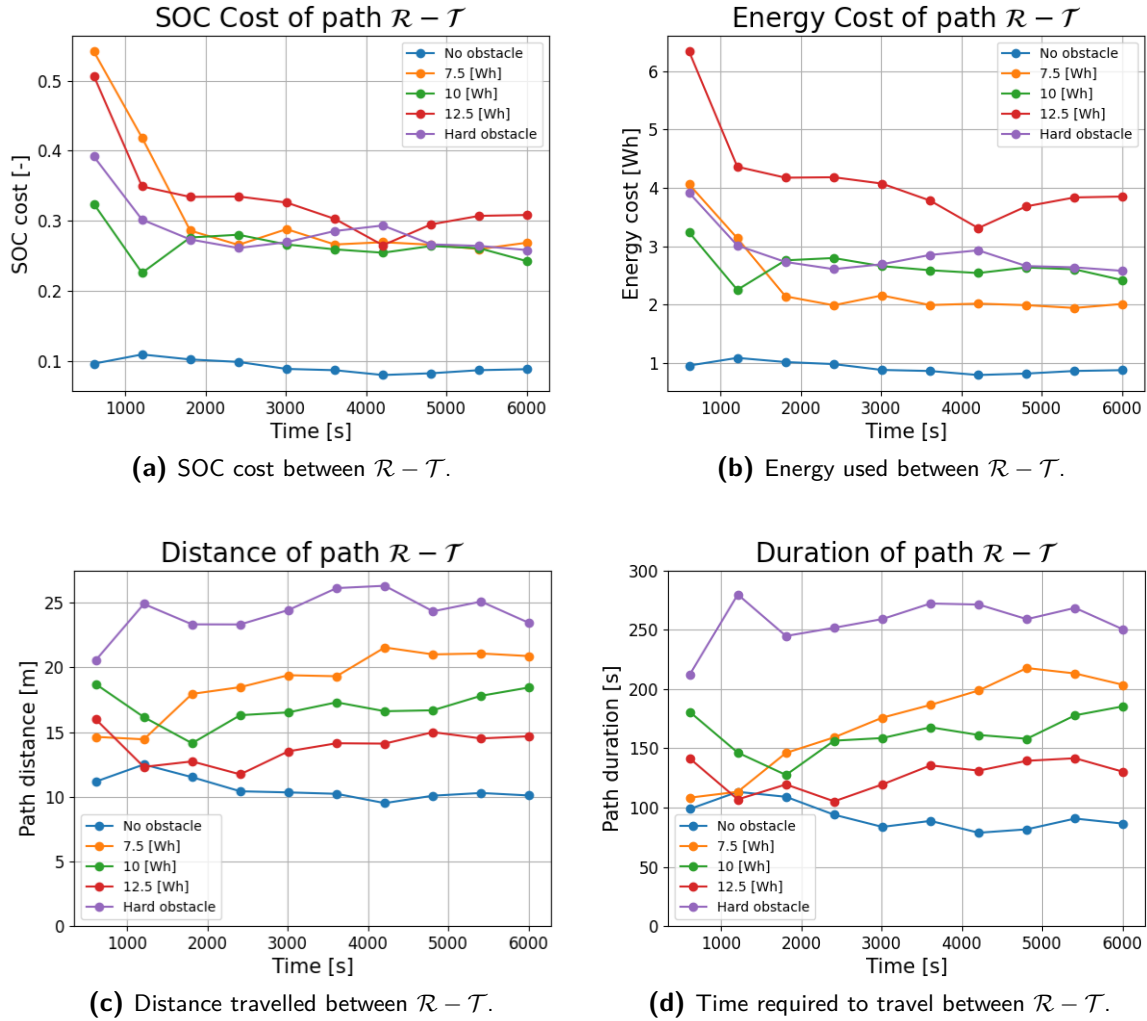 SOC Cost of path ℛ − 𝒯
SOC cost [-]
0.5
0.4
0.3
0.2
0.1
No obstacle
7.5 [Wh]
10 [Wh]
12.5 [Wh]
Hard obstacle
1000 2000 3000 4000 5000 6000
Time [s]
(a) SOC cost between ℛ − 𝒯.
Energy Cost of path ℛ − 𝒯
Energy cost [Wh]
6
5
4
3
2
1
No obstacle
7.5 [Wh]
10 [Wh]
12.5 [Wh]
Hard obstacle
1000 2000 3000 4000 5000 6000
Time [s]
(b) Energy used between ℛ − 𝒯.
Distance of path ℛ − 𝒯
Path distance [m]
25
20
15
10
5
0
No obstacle
7.5 [Wh]
10 [Wh]
12.5 [Wh]
Hard obstacle
1000 2000 3000 4000 5000 6000
Time [s]
(c) Distance travelled between ℛ − 𝒯.
Duration of path ℛ − 𝒯
Path duration [s]
300
250
200
150
100
50
0
No obstacle
7.5 [Wh]
10 [Wh]
12.5 [Wh]
Hard obstacle
1000 2000 3000 4000 5000 6000
Time [s]
(d) Time required to travel between ℛ − 𝒯.